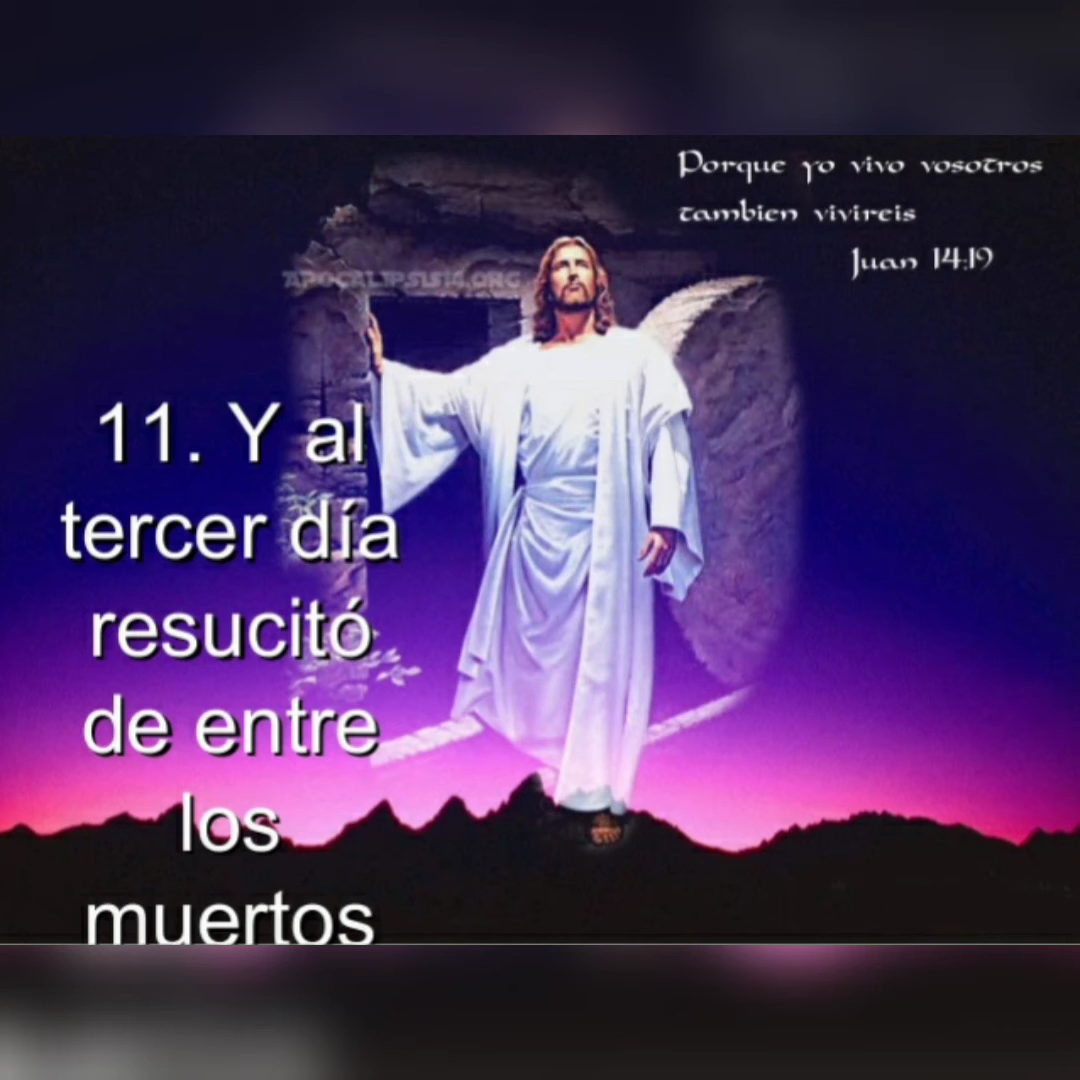 Porque yo vivo vosotros
tambien vivireis
Juan 14:19
APOCALIPSIS14.ORG
11. Y al
tercer día
resucitó
de entre
los
muertos